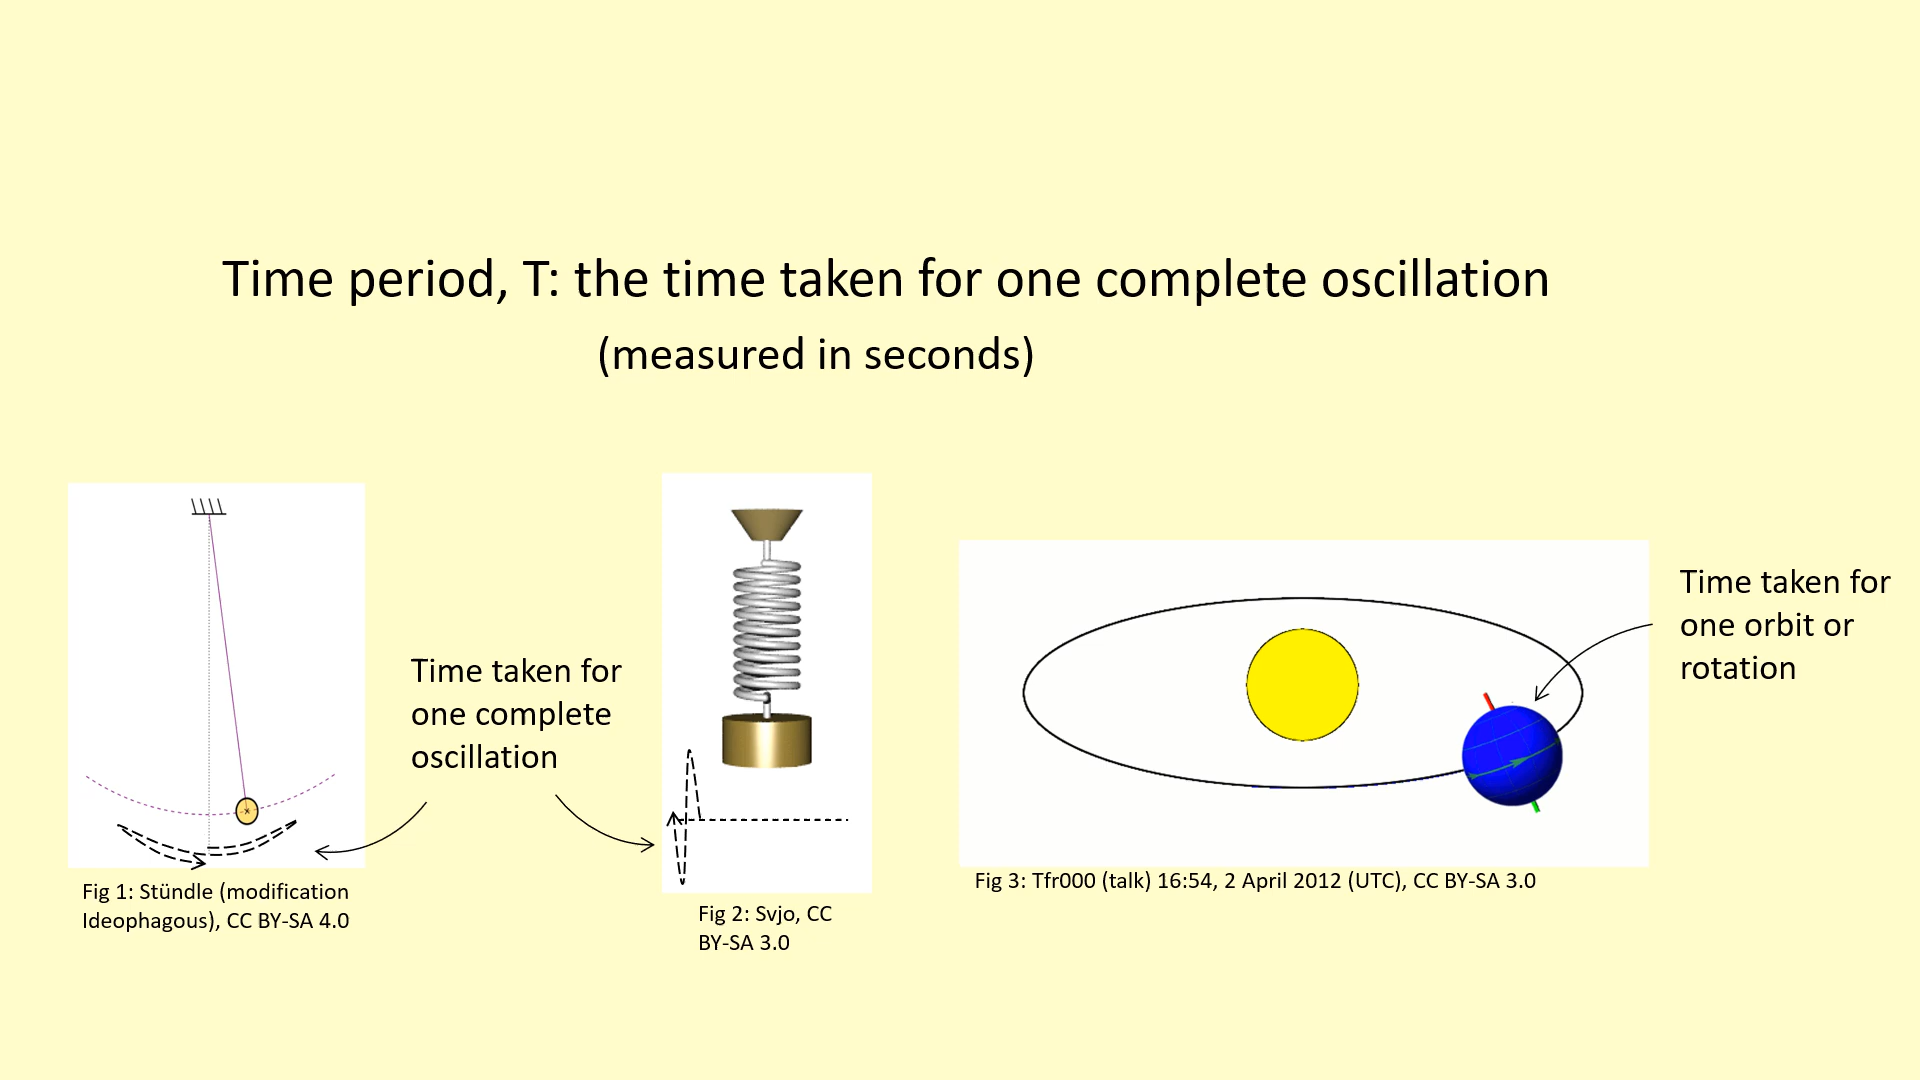 Time period, T: the time taken for one complete oscillation
(measured in seconds)
Time taken for
one complete
oscillation
Time taken for
one orbit or
rotation
Fig 1: Stündle (modification
Ideophagous), CC BY-SA 4.0
Fig 2: Svjo, CC
BY-SA 3.0
Fig 3: Tfr000 (talk) 16:54, 2 April 2012 (UTC), CC BY-SA 3.0